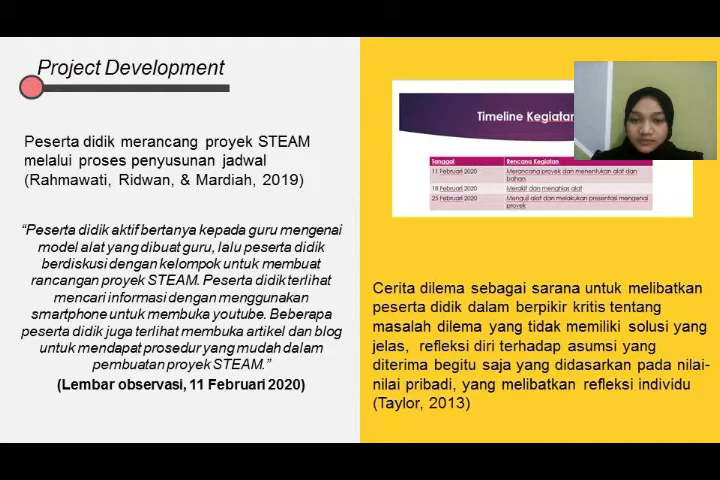 Project Development
Peserta didik merancang proyek STEAM
melalui proses penyusunan jadwal
(Rahmawati, Ridwan, & Mardiah, 2019)
“Peserta didik aktif bertanya kepada guru mengenai
model alat yang dibuat guru, lalu peserta didik
berdiskusi dengan kelompok untuk membuat
rancangan proyek STEAM. Peserta didik terlihat
mencari informasi dengan menggunakan
smartphone untuk membuka youtube. Beberapa
peserta didik juga terlihat membuka artikel dan blog
untuk mendapat prosedur yang mudah dalam
pembuatan proyek STEAM.”
(Lembar observasi, 11 Februari 2020)
Timeline Kegiatan
Tanggal Rencana Kegiatan
11 Februari 2020 Merancang proyek dan menentukan alat dan
bahan
18 Februari 2020 Merakit dan menghias alat
25 Februari 2020 Menguji alat dan melakukan presentasi mengenai
proyek
Cerita dilema sebagai sarana untuk melibatkan
peserta didik dalam berpikir kritis tentang
masalah dilema yang tidak memiliki solusi yang
jelas, refleksi diri terhadap asumsi yang
diterima begitu saja yang didasarkan pada nilai-
nilai pribadi, yang melibatkan refleksi individu
(Taylor, 2013)